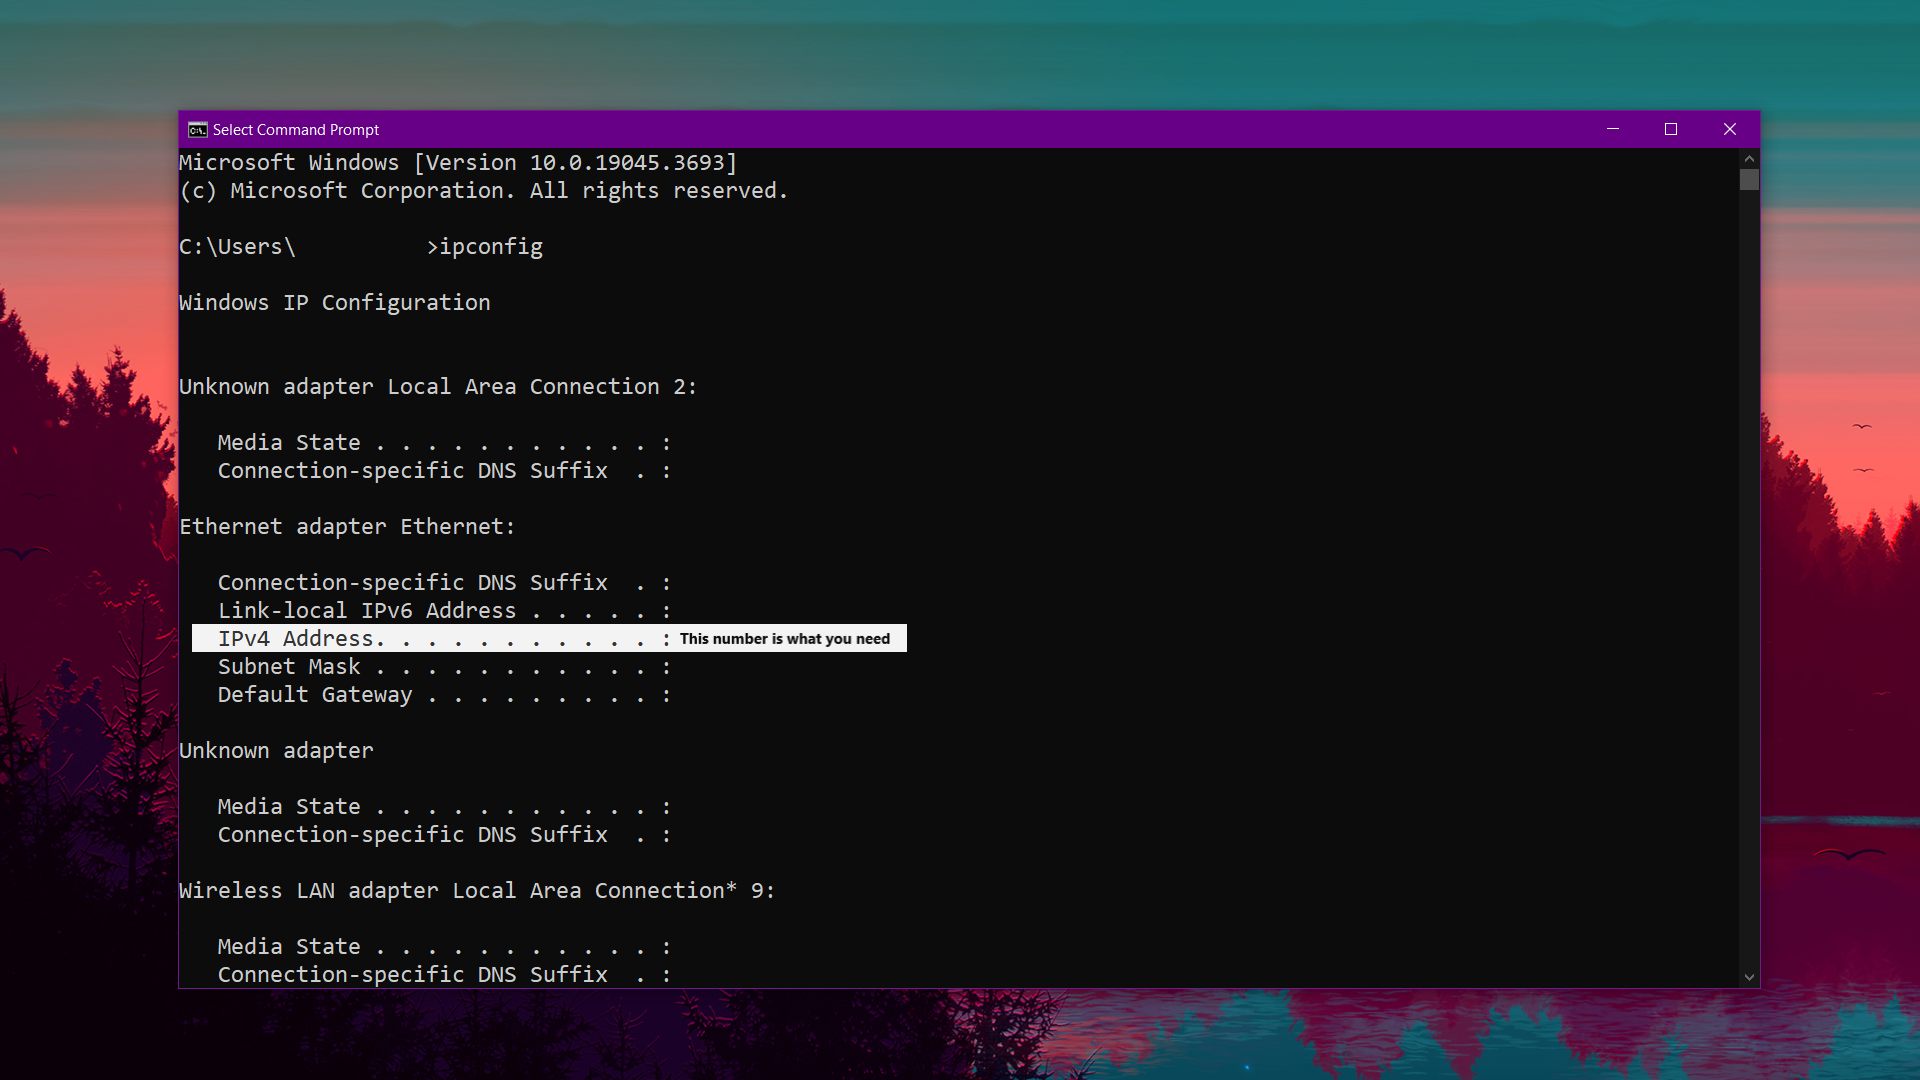 Select Command Prompt
Microsoft Windows [Version 10.0.19045.3693]
(c) Microsoft Corporation. All rights reserved.
C:\Users\          >ipconfig
Windows IP Configuration
Unknown adapter Local Area Connection 2:
Media State . . . . . . . . . . . :
Connection-specific DNS Suffix  . :
Ethernet adapter Ethernet:
Connection-specific DNS Suffix  . :
Link-local IPv6 Address . . . . . :
IPv4 Address. . . . . . . . . . . : This number is what you need
Subnet Mask . . . . . . . . . . . :
Default Gateway . . . . . . . . . :
Unknown adapter
Media State . . . . . . . . . . . :
Connection-specific DNS Suffix  . :
Wireless LAN adapter Local Area Connection* 9:
Media State . . . . . . . . . . . :
Connection-specific DNS Suffix  . :